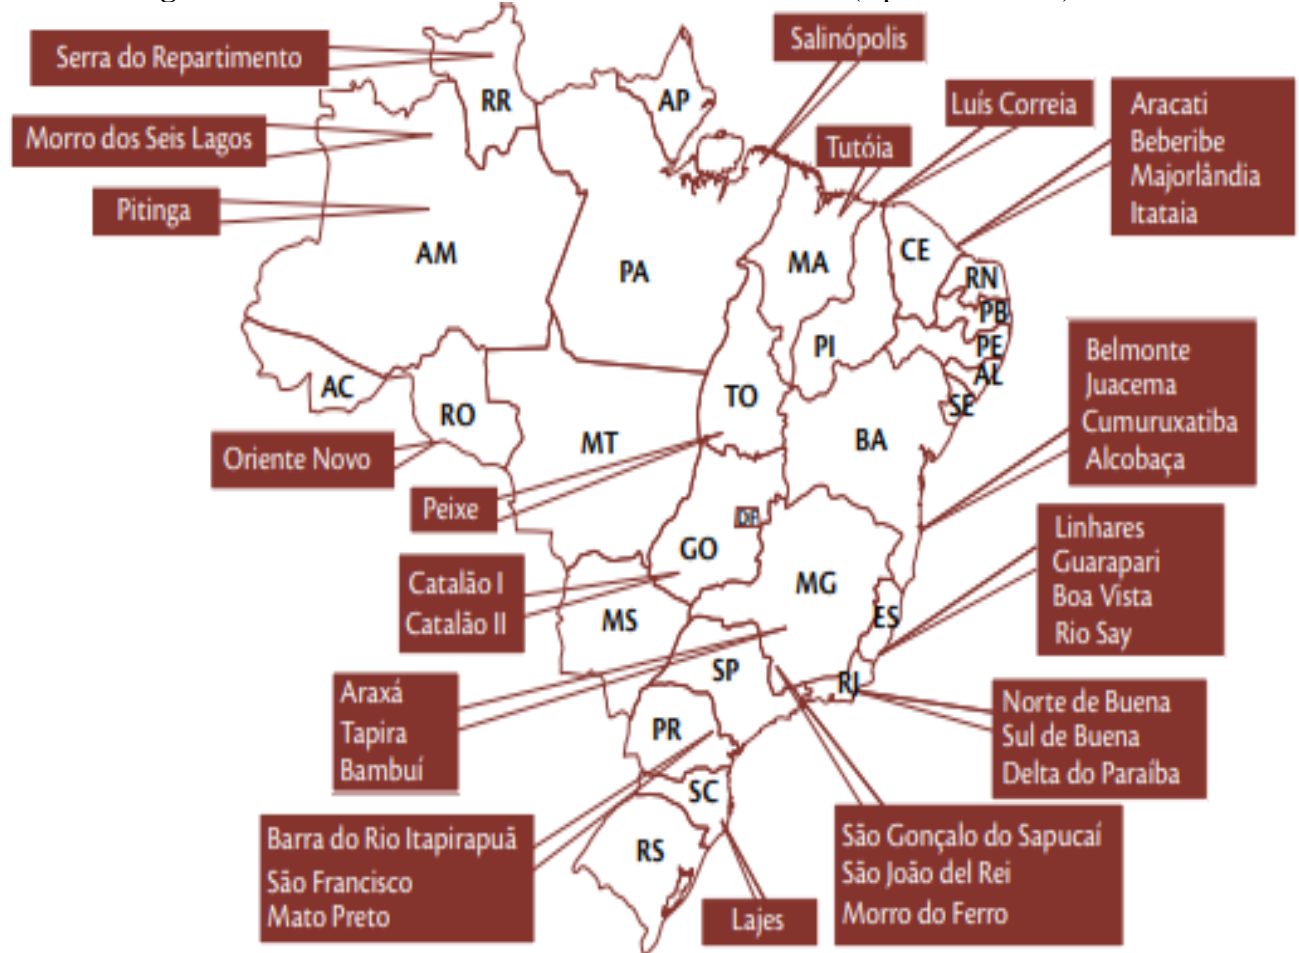 Salinópolis
Serra do Repartimento
RR
AP
Luís Correia
Aracati
Beberibe
Majorlândia
Itataia
Morro dos Seis Lagos
Tutóia
Pitinga
AM
PA
MA
CE
RN
PB
PE
AL
SE
PI
Belmonte
Juacema
Cumuruxatiba
Alcobaça
AC
RO
TO
MT
BA
Oriente Novo
Peixe
DF
GO
Linhares
Guarapari
Boa Vista
Rio Say
Catalão I
Catalão II
MG
ES
MS
SP
RJ
Araxá
Tapira
Bambuí
Norte de Buena
Sul de Buena
Delta do Paraíba
PR
SC
RS
Barra do Rio Itapirapuã
São Francisco
Mato Preto
Lajes
São Gonçalo do Sapucaí
São João del Rei
Morro do Ferro